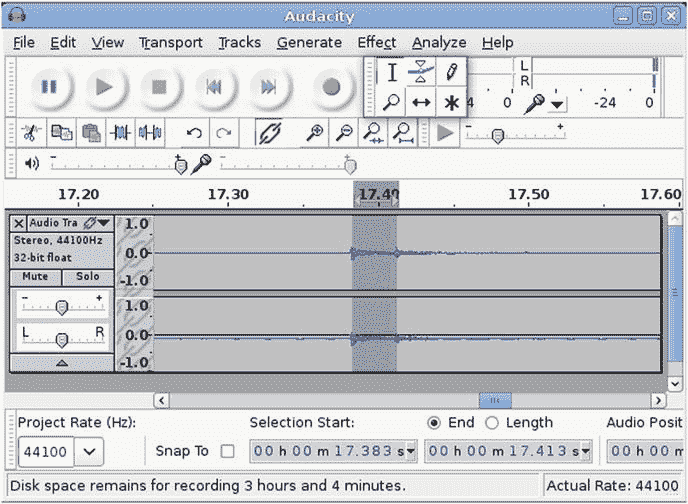 Audacity
File Edit View Transport Tracks Generate Effect Analyze Help
L
R
4 0 -24 0
- +
- + - +
17.20 17.30 17.40 17.50 17.60
X Audio Tra
Stereo, 44100Hz
32-bit float
Mute Solo
- +
L R
1.0
0.0
-1.0
1.0
0.0
-1.0
Project Rate (Hz): Selection Start: End Length Audio Posit
44100 Snap To 00 h 00 m 17.383 s 00 h 00 m 17.413 s 00 h 00 m
Disk space remains for recording 3 hours and 4 minutes. Actual Rate: 44100